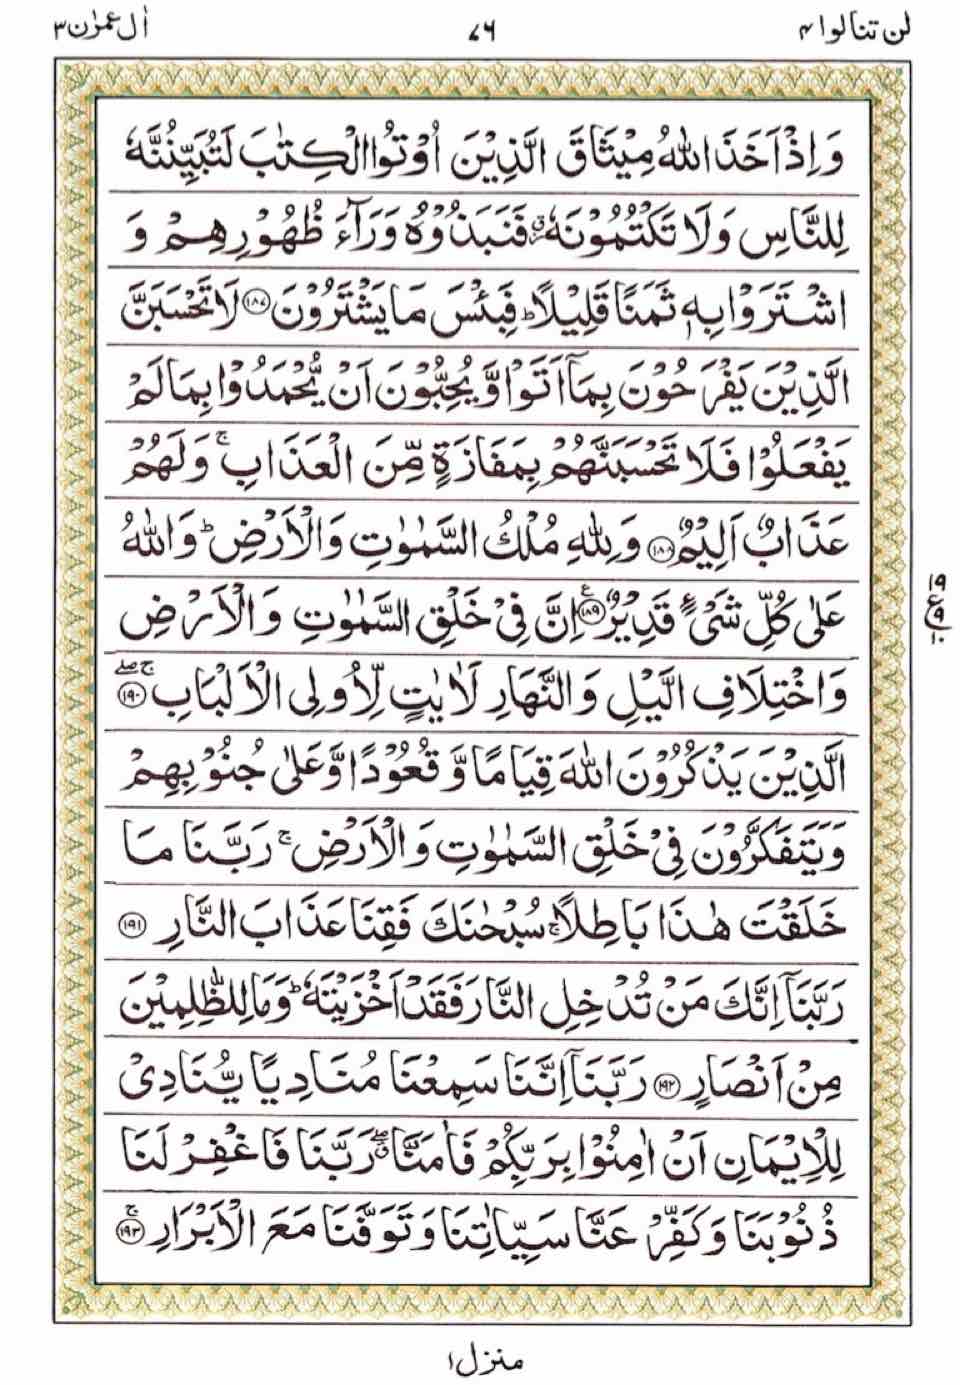 لن تنالوا ۴ ۷۶ اٰل عمرٰن ۳
وَاِذْ اَخَذَ اللّٰهُ مِيْثَاقَ الَّذِيْنَ اُوْتُوا الْكِتٰبَ لَتُبَيِّنُنَّهٗ
لِلنَّاسِ وَلَا تَكْتُمُوْنَهٗ ۡ فَنَبَذُوْهُ وَرَآءَ ظُهُوْرِهِمْ وَ
اشْتَرَوْا بِهٖ ثَمَنًا قَلِيْلًا ؕ فَبِئْسَ مَا يَشْتَرُوْنَ ۱۸۷ لَا تَحْسَبَنَّ
الَّذِيْنَ يَفْرَحُوْنَ بِمَاۤ اَتَوْا وَّيُحِبُّوْنَ اَنْ يُّحْمَدُوْا بِمَا لَمْ
يَفْعَلُوْا فَلَا تَحْسَبَنَّهُمْ بِمَفَازَةٍ مِّنَ الْعَذَابِ ۚ وَلَهُمْ
عَذَابٌ اَلِيْمٌ ۱۸۸ وَلِلّٰهِ مُلْكُ السَّمٰوٰتِ وَالْاَرْضِ ؕ وَاللّٰهُ
عَلٰى كُلِّ شَىْءٍ قَدِيْرٌ ۱۸۹ اِنَّ فِىْ خَلْقِ السَّمٰوٰتِ وَالْاَرْضِ
۱۹ ع ۹ ۱۰
وَاخْتِلَافِ الَّيْلِ وَالنَّهَارِ لَاٰيٰتٍ لِّاُولِى الْاَلْبَابِ ۱۹۰
الَّذِيْنَ يَذْكُرُوْنَ اللّٰهَ قِيَامًا وَّقُعُوْدًا وَّعَلٰى جُنُوْبِهِمْ
وَيَتَفَكَّرُوْنَ فِىْ خَلْقِ السَّمٰوٰتِ وَالْاَرْضِ ۚ رَبَّنَا مَا
خَلَقْتَ هٰذَا بَاطِلًا ۚ سُبْحٰنَكَ فَقِنَا عَذَابَ النَّارِ ۱۹۱
رَبَّنَاۤ اِنَّكَ مَنْ تُدْخِلِ النَّارَ فَقَدْ اَخْزَيْتَهٗ ؕ وَمَا لِلظّٰلِمِيْنَ
مِنْ اَنْصَارٍ ۱۹۲ رَبَّنَاۤ اِنَّنَا سَمِعْنَا مُنَادِيًا يُّنَادِىْ
لِلْاِيْمَانِ اَنْ اٰمِنُوْا بِرَبِّكُمْ فَاٰمَنَّا ۖ رَبَّنَا فَاغْفِرْ لَنَا
ذُنُوْبَنَا وَكَفِّرْ عَنَّا سَيِّاٰتِنَا وَتَوَفَّنَا مَعَ الْاَبْرَارِ ۱۹۳
منزل ۱